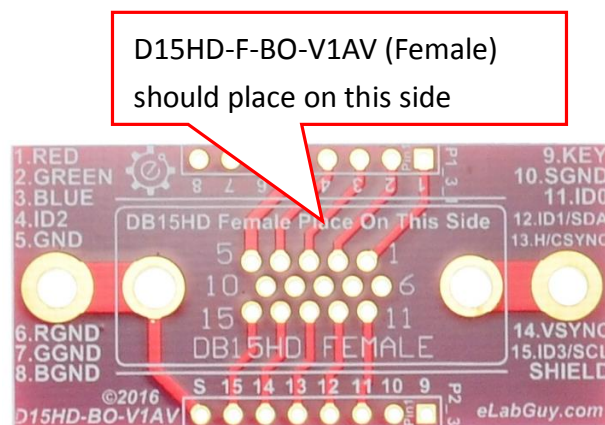 D15HD-F-BO-V1AV (Female)
should place on this side
1.RED
2.GREEN
3.BLUE
4.ID2
5.GND
8 7 6 4 3 2 1
Pin1
P1_3_
9.KEY
10.SGND
11.ID0
12.ID1/SDA
13.H/CSYNC
DB15HD Female Place On This Side
5 1
10 6
15 11
DB15HD FEMALE
6.RGND
7.GGND
8.BGND
14.VSYNC
15.ID3/SCL
SHIELD
©2016
D15HD-BO-V1AV
S 15 14 13 12 11 10 9
Pin1
P2_3
eLabGuy.com